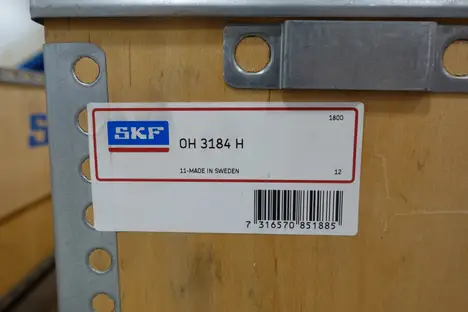 1800
SKF OH 3184 H
11-MADE IN SWEDEN 12
7 316570 851885